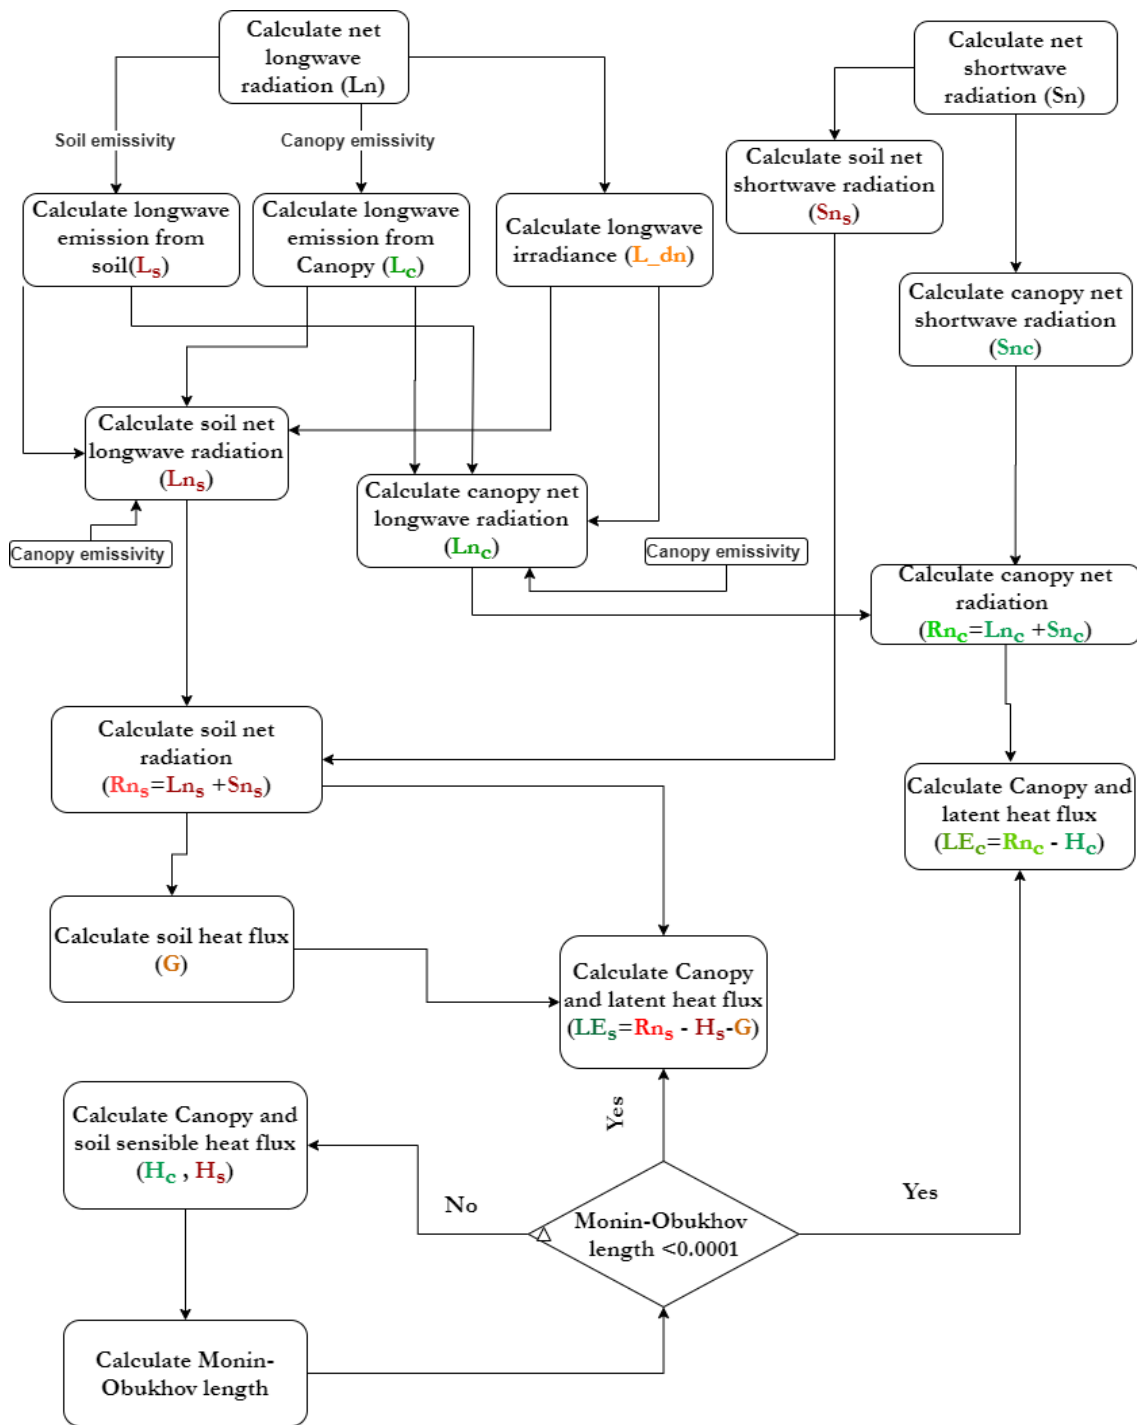 Calculate net
longwave
radiation (Ln)
Calculate net
shortwave
radiation (Sn)
Soil emissivity
Canopy emissivity
Calculate soil net
shortwave radiation
(Sns)
Calculate longwave
emission from
soil(Ls)
Calculate longwave
emission from
Canopy (Lc)
Calculate longwave
irradiance (L_dn)
Calculate canopy net
shortwave radiation
(Snc)
Calculate soil net
longwave radiation
(Lns)
Calculate canopy net
longwave radiation
(Lnc)
Canopy emissivity
Canopy emissivity
Calculate canopy net
radiation
(Rnc=Lnc +Snc)
Calculate soil net
radiation
(Rns=Lns +Sns)
Calculate Canopy and
latent heat flux
(LEc=Rnc - Hc)
Calculate soil heat flux
(G)
Calculate Canopy
and latent heat flux
(LEs=Rns - Hs-G)
Calculate Canopy and
soil sensible heat flux
(Hc , Hs)
Yes
No
Yes
Δ
Monin-Obukhov
length <0.0001
Calculate Monin-
Obukhov length